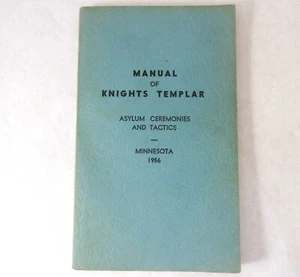 MANUAL
OF
KNIGHTS TEMPLAR
ASYLUM CEREMONIES
AND TACTICS
—
MINNESOTA
1956